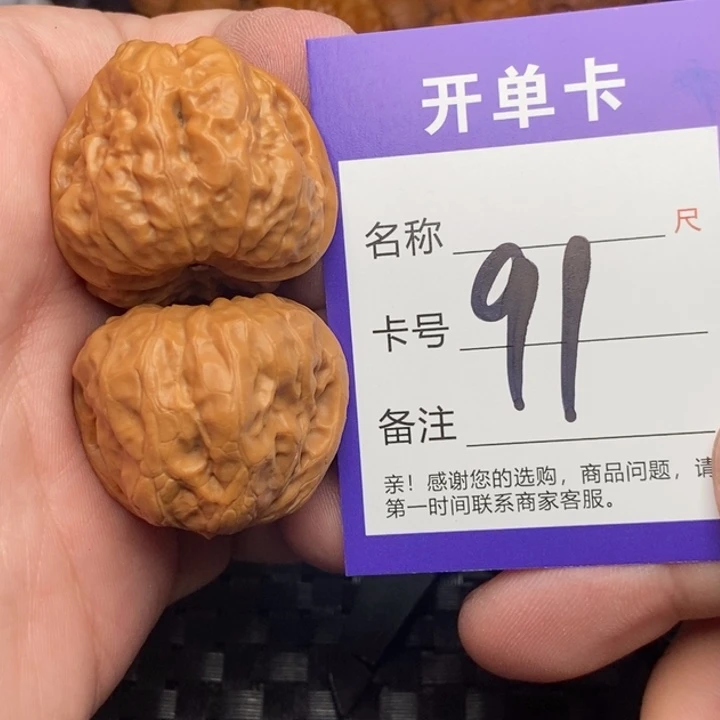 开单卡
名称 尺
91
卡号
备注
亲！感谢您的选购，商品问题，请
第一时间联系商家客服。